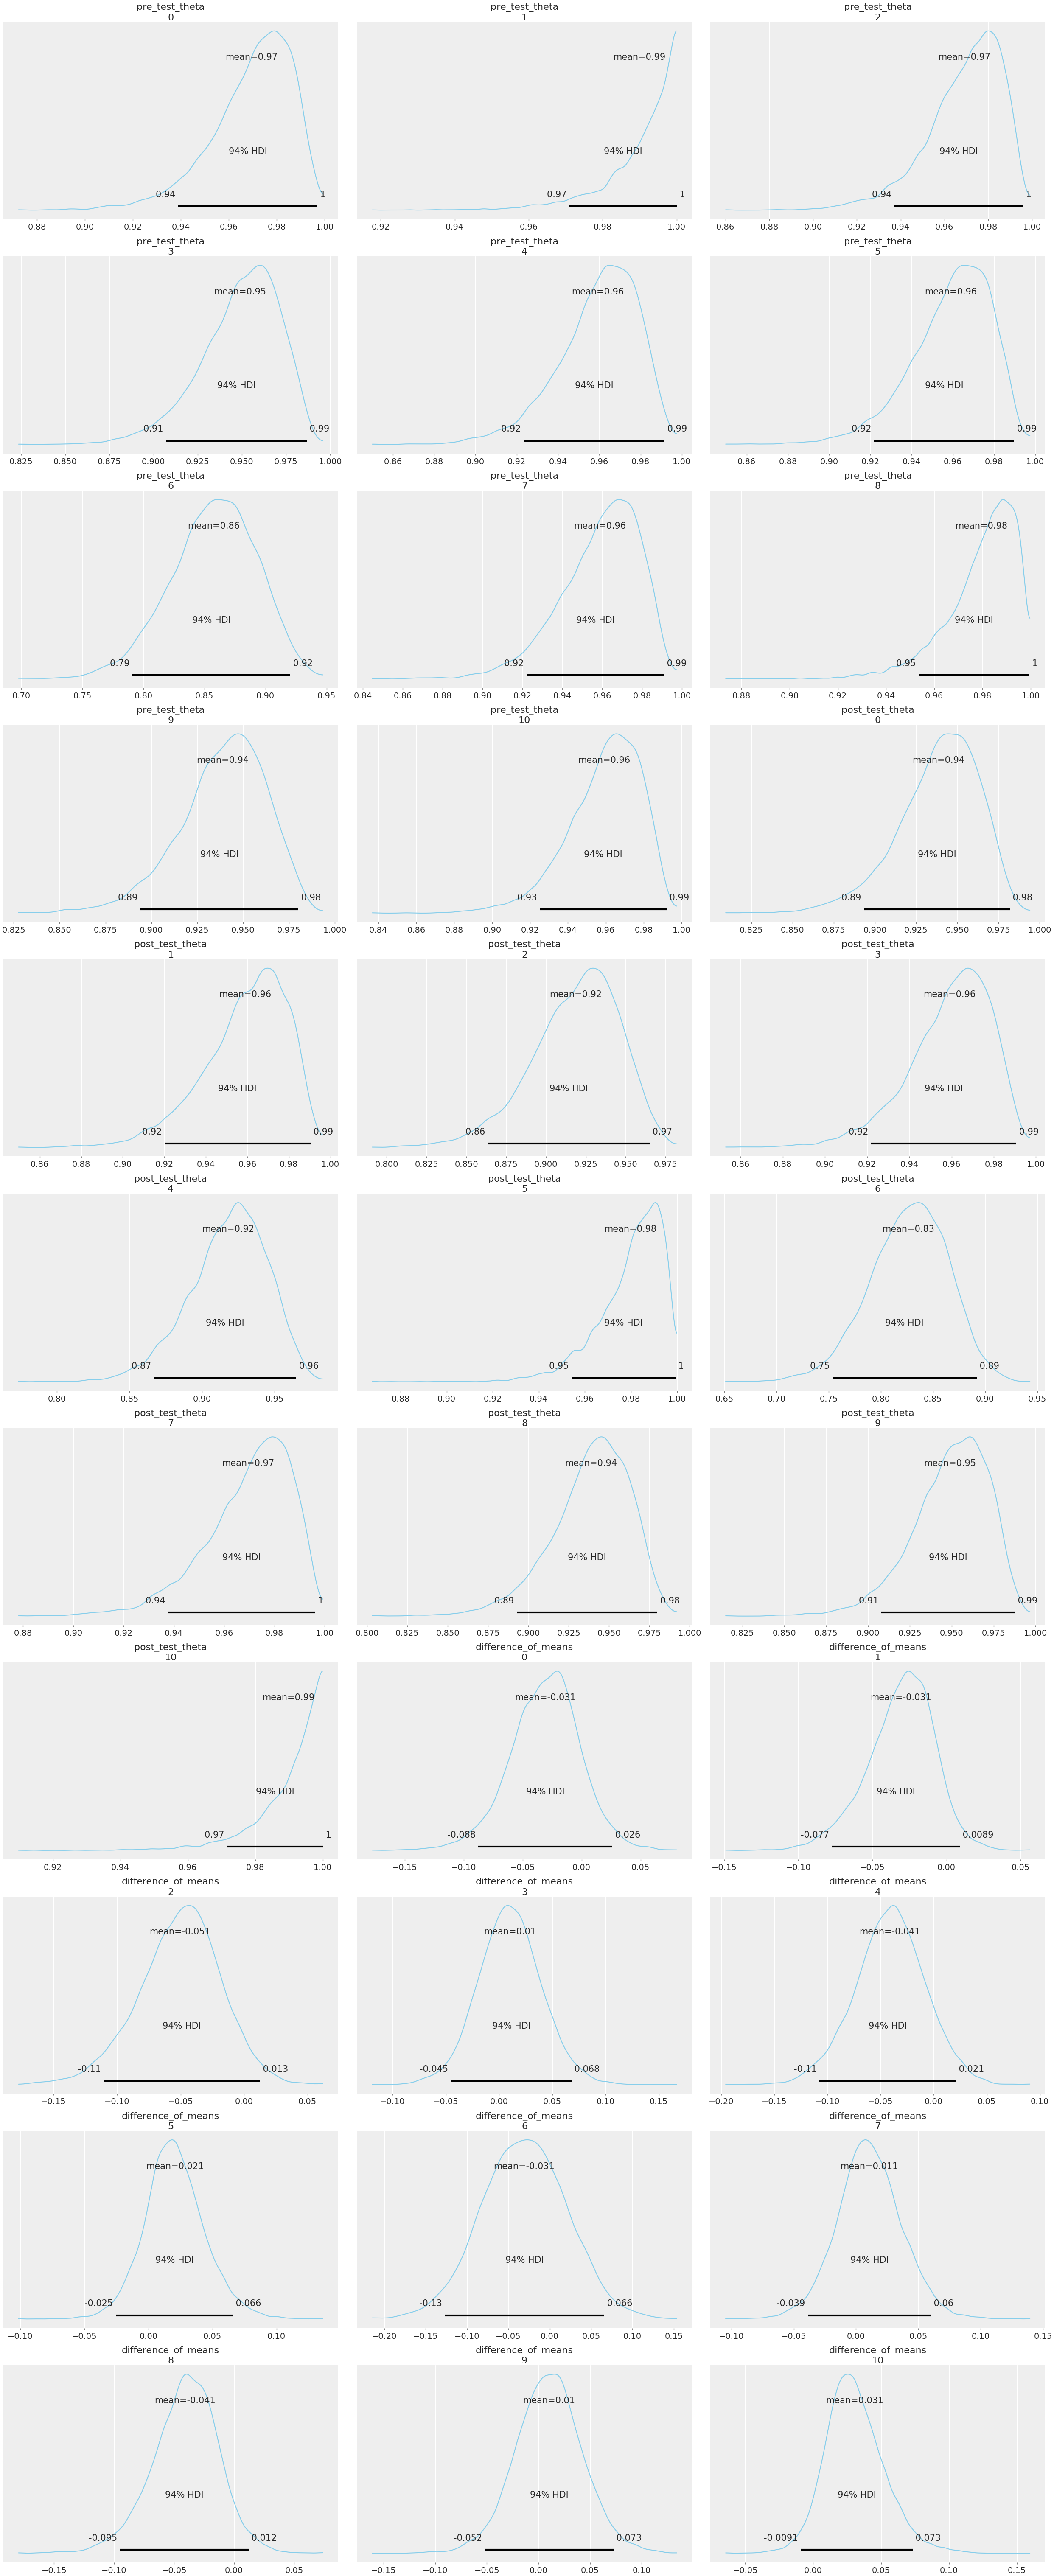 pre_test_theta
0
mean=0.97
94% HDI
0.94
1
0.88 0.90 0.92 0.94 0.96 0.98 1.00
pre_test_theta
1
mean=0.99
94% HDI
0.97
1
0.92 0.94 0.96 0.98 1.00
pre_test_theta
2
mean=0.97
94% HDI
0.94
1
0.86 0.88 0.90 0.92 0.94 0.96 0.98 1.00
pre_test_theta
3
mean=0.95
94% HDI
0.91
0.99
0.825 0.850 0.875 0.900 0.925 0.950 0.975 1.000
pre_test_theta
4
mean=0.96
94% HDI
0.92
0.99
0.86 0.88 0.90 0.92 0.94 0.96 0.98 1.00
pre_test_theta
5
mean=0.96
94% HDI
0.92
0.99
0.86 0.88 0.90 0.92 0.94 0.96 0.98 1.00
pre_test_theta
6
mean=0.86
94% HDI
0.79
0.92
0.70 0.75 0.80 0.85 0.90 0.95
pre_test_theta
7
mean=0.96
94% HDI
0.92
0.99
0.84 0.86 0.88 0.90 0.92 0.94 0.96 0.98 1.00
pre_test_theta
8
mean=0.98
94% HDI
0.95
1
0.88 0.90 0.92 0.94 0.96 0.98 1.00
pre_test_theta
9
mean=0.94
94% HDI
0.89
0.98
0.825 0.850 0.875 0.900 0.925 0.950 0.975 1.000
pre_test_theta
10
mean=0.96
94% HDI
0.93
0.99
0.84 0.86 0.88 0.90 0.92 0.94 0.96 0.98 1.00
post_test_theta
0
mean=0.94
94% HDI
0.89
0.98
0.825 0.850 0.875 0.900 0.925 0.950 0.975 1.000
post_test_theta
1
mean=0.96
94% HDI
0.92
0.99
0.86 0.88 0.90 0.92 0.94 0.96 0.98 1.00
post_test_theta
2
mean=0.92
94% HDI
0.86
0.97
0.800 0.825 0.850 0.875 0.900 0.925 0.950 0.975
post_test_theta
3
mean=0.96
94% HDI
0.92
0.99
0.86 0.88 0.90 0.92 0.94 0.96 0.98 1.00
post_test_theta
4
mean=0.92
94% HDI
0.87
0.96
0.80 0.85 0.90 0.95
post_test_theta
5
mean=0.98
94% HDI
0.95
1
0.88 0.90 0.92 0.94 0.96 0.98 1.00
post_test_theta
6
mean=0.83
94% HDI
0.75
0.89
0.65 0.70 0.75 0.80 0.85 0.90 0.95
post_test_theta
7
mean=0.97
94% HDI
0.94
1
0.88 0.90 0.92 0.94 0.96 0.98 1.00
post_test_theta
8
mean=0.94
94% HDI
0.89
0.98
0.800 0.825 0.850 0.875 0.900 0.925 0.950 0.975 1.000
post_test_theta
9
mean=0.95
94% HDI
0.91
0.99
0.825 0.850 0.875 0.900 0.925 0.950 0.975 1.000
post_test_theta
10
mean=0.99
94% HDI
0.97
1
0.92 0.94 0.96 0.98 1.00
difference_of_means
0
mean=-0.031
94% HDI
-0.088
0.026
−0.15 −0.10 −0.05 0.00 0.05
difference_of_means
1
mean=-0.031
94% HDI
-0.077
0.0089
−0.15 −0.10 −0.05 0.00 0.05
difference_of_means
2
mean=-0.051
94% HDI
-0.11
0.013
−0.15 −0.10 −0.05 0.00 0.05
difference_of_means
3
mean=0.01
94% HDI
-0.045
0.068
−0.10 −0.05 0.00 0.05 0.10 0.15
difference_of_means
4
mean=-0.041
94% HDI
-0.11
0.021
−0.20 −0.15 −0.10 −0.05 0.00 0.05 0.10
difference_of_means
5
mean=0.021
94% HDI
-0.025
0.066
−0.10 −0.05 0.00 0.05 0.10
difference_of_means
6
mean=-0.031
94% HDI
-0.13
0.066
−0.20 −0.15 −0.10 −0.05 0.00 0.05 0.10 0.15
difference_of_means
7
mean=0.011
94% HDI
-0.039
0.06
−0.10 −0.05 0.00 0.05 0.10 0.15
difference_of_means
8
mean=-0.041
94% HDI
-0.095
0.012
−0.15 −0.10 −0.05 0.00 0.05
difference_of_means
9
mean=0.01
94% HDI
-0.052
0.073
−0.15 −0.10 −0.05 0.00 0.05 0.10 0.15
difference_of_means
10
mean=0.031
94% HDI
-0.0091
0.073
−0.05 0.00 0.05 0.10 0.15